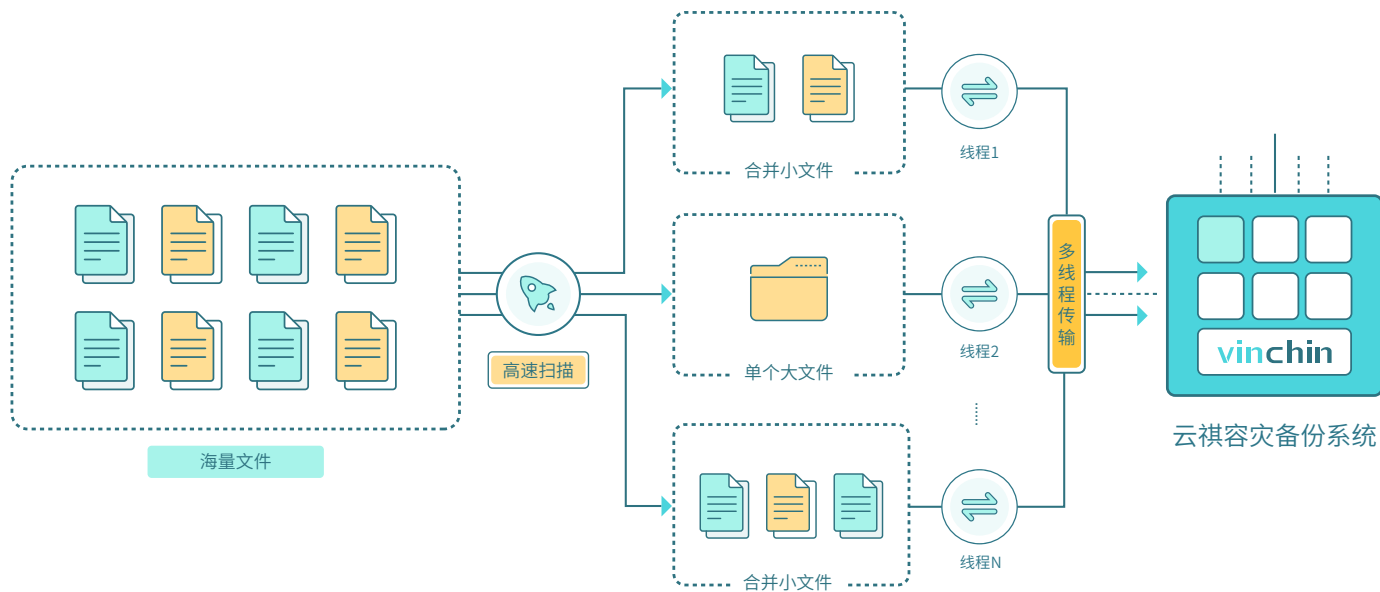 海量文件
高速扫描
合并小文件
单个大文件
合并小文件
线程1
线程2
线程N
多线程传输
vinchin
云祺容灾备份系统